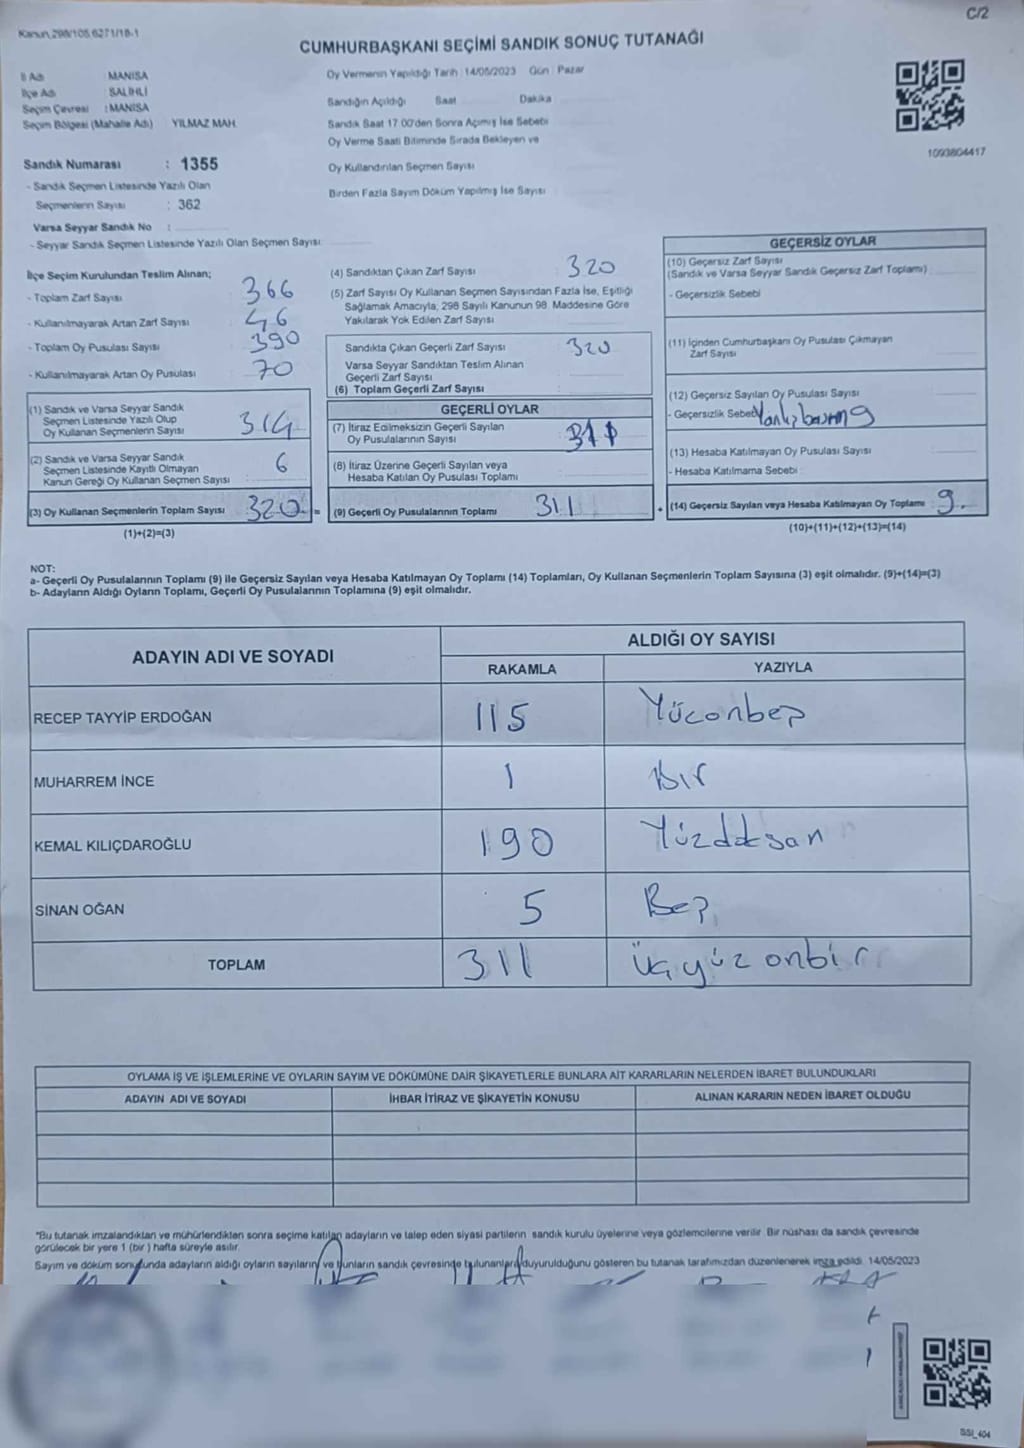 C/2
Kanun,298/105,6271/18-1
CUMHURBAŞKANI SEÇİMİ SANDIK SONUÇ TUTANAĞI
İl Adı : MANİSA
İlçe Adı : SALİHLİ
Seçim Çevresi : MANİSA
Seçim Bölgesi (Mahalle Adı) YILMAZ MAH.
Oy Vermenin Yapıldığı Tarih :14/05/2023 Gün : Pazar
Sandığın Açıldığı Saat Dakika
Sandık Saat 17.00'den Sonra Açımış İse Sebebi
Oy Verme Saati Bitiminde Sırada Bekleyen ve
Oy Kullandırılan Seçmen Sayısı
Birden Fazla Sayım Döküm Yapılmış İse Sayısı
1093804417
Sandık Numarası : 1355
- Sandık Seçmen Listesinde Yazılı Olan
Seçmenlerin Sayısı : 362
Varsa Seyyar Sandık No :
- Seyyar Sandık Seçmen Listesinde Yazılı Olan Seçmen Sayısı:
İlçe Seçim Kurulundan Teslim Alınan;
- Toplam Zarf Sayısı 366
- Kullanılmayarak Artan Zarf Sayısı 46
- Toplam Oy Pusulası Sayısı 390
- Kullanılmayarak Artan Oy Pusulası 70
(1) Sandık ve Varsa Seyyar Sandık
Seçmen Listesinde Yazılı Olup
Oy Kullanan Seçmenlerin Sayısı 314
(2) Sandık ve Varsa Seyyar Sandık
Seçmen Listesinde Kayıtlı Olmayan
Kanun Gereği Oy Kullanan Seçmen Sayısı 6
(3) Oy Kullanan Seçmenlerin Toplam Sayısı 320 =
(1)+(2)=(3)
(4) Sandıktan Çıkan Zarf Sayısı 320
(5) Zarf Sayısı Oy Kullanan Seçmen Sayısından Fazla İse, Eşitliği
Sağlamak Amacıyla, 298 Sayılı Kanunun 98. Maddesine Göre
Yakılarak Yok Edilen Zarf Sayısı
Sandıkta Çıkan Geçerli Zarf Sayısı 320
Varsa Seyyar Sandıktan Teslim Alınan
Geçerli Zarf Sayısı
(6) Toplam Geçerli Zarf Sayısı
GEÇERLİ OYLAR
(7) İtiraz Edilmeksizin Geçerli Sayılan
Oy Pusulalarının Sayısı 311
(8) İtiraz Üzerine Geçerli Sayılan veya
Hesaba Katılan Oy Pusulası Toplamı
(9) Geçerli Oy Pusulalarının Toplamı 311 +
GEÇERSİZ OYLAR
(10) Geçersiz Zarf Sayısı
(Sandık ve Varsa Seyyar Sandık Geçersiz Zarf Toplamı)
- Geçersizlik Sebebi
(11) İçinden Cumhurbaşkanı Oy Pusulası Çıkmayan
Zarf Sayısı
(12) Geçersiz Sayılan Oy Pusulası Sayısı
- Geçersizlik Sebebi 9
(13) Hesaba Katılmayan Oy Pusulası Sayısı
- Hesaba Katılmama Sebebi
(14) Geçersiz Sayılan veya Hesaba Katılmayan Oy Toplamı 9.
(10)+(11)+(12)+(13)=(14)
NOT:
a- Geçerli Oy Pusulalarının Toplamı (9) ile Geçersiz Sayılan veya Hesaba Katılmayan Oy Toplamı (14) Toplamları, Oy Kullanan Seçmenlerin Toplam Sayısına (3) eşit olmalıdır. (9)+(14)=(3)
b- Adayların Aldığı Oyların Toplamı, Geçerli Oy Pusulalarının Toplamına (9) eşit olmalıdır.
ADAYIN ADI VE SOYADI
ALDIĞI OY SAYISI
RAKAMLA YAZIYLA
RECEP TAYYİP ERDOĞAN 115 Yüzonbeş
MUHARREM İNCE 1 Bir
KEMAL KILIÇDAROĞLU 190 Yüzdoksan
SİNAN OĞAN 5 Beş
TOPLAM 311 üçyüzonbir
OYLAMA İŞ VE İŞLEMLERİNE VE OYLARIN SAYIM VE DÖKÜMÜNE DAİR ŞİKAYETLERLE BUNLARA AİT KARARLARIN NELERDEN İBARET BULUNDUKLARI
ADAYIN ADI VE SOYADI İHBAR İTİRAZ VE ŞİKAYETİN KONUSU ALINAN KARARIN NEDEN İBARET OLDUĞU
*Bu tutanak imzalandıktan ve mühürlendikten sonra seçime katılan adayların ve talep eden siyasi partilerin sandık kurulu üyelerine veya gözlemcilerine verilir. Bir nüshası da sandık çevresinde
görülecek bir yere 1 (bir) hafta süreyle asılır.
Sayım ve döküm sonucunda adayların aldığı oyların sayılarını ve bunların sandık çevresinde bulunanlara duyurulduğunu gösteren bu tutanak tarafımızdan düzenlenerek imza edildi. 14/05/2023
SSI_404